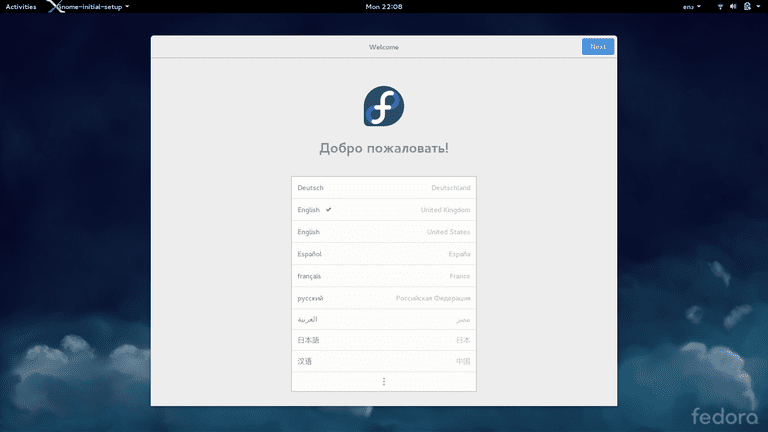 Activities gnome-initial-setup Mon 22:08 en₂
Welcome Next
Добро пожаловать!
Deutsch Deutschland
English ✓ United Kingdom
English United States
Español España
français France
русский Российская Федерация
العربية مصر
日本語 日本
汉语 中国
fedora